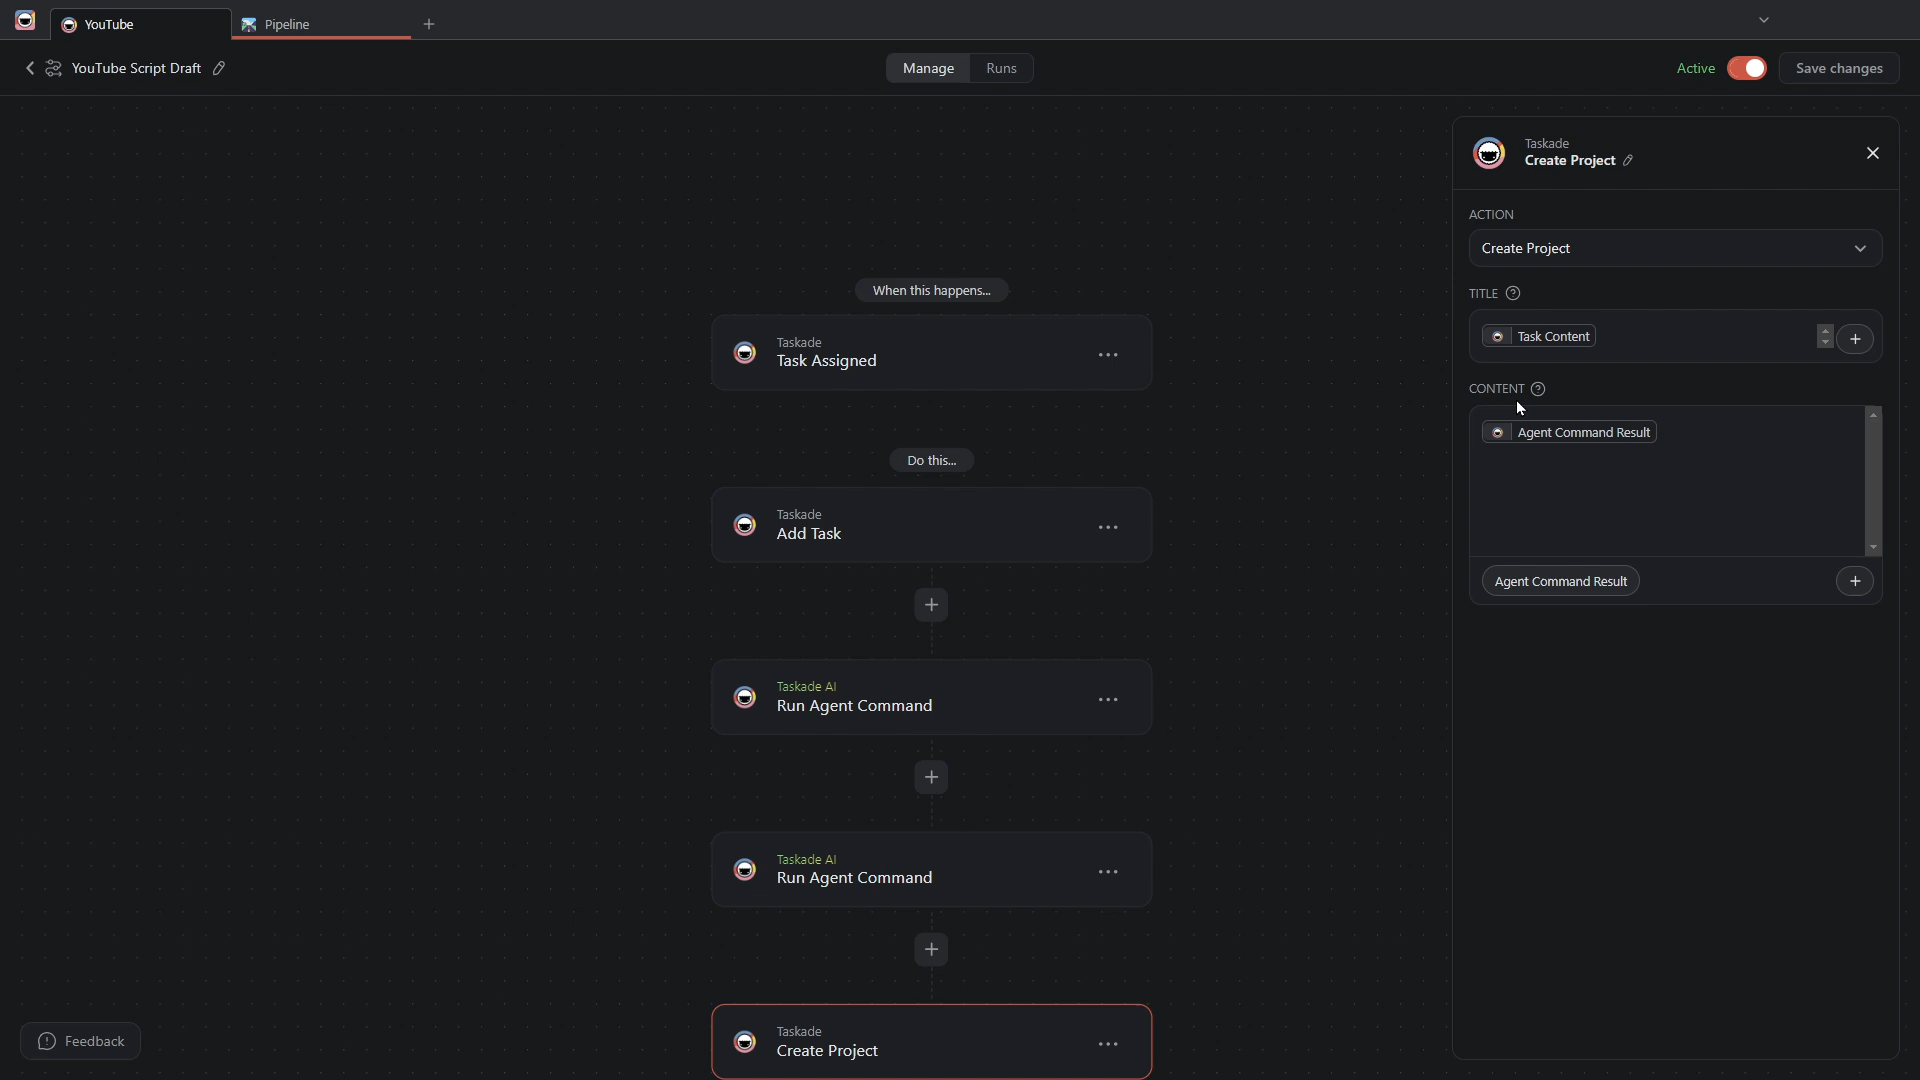 YouTube
Pipeline
YouTube Script Draft
Manage
Runs
Active
Save changes
When this happens...
Taskade
Task Assigned
Do this...
Taskade
Add Task
Taskade AI
Run Agent Command
Taskade AI
Run Agent Command
Taskade
Create Project
Feedback
Taskade
Create Project
ACTION
Create Project
TITLE
Task Content
CONTENT
Agent Command Result
Agent Command Result